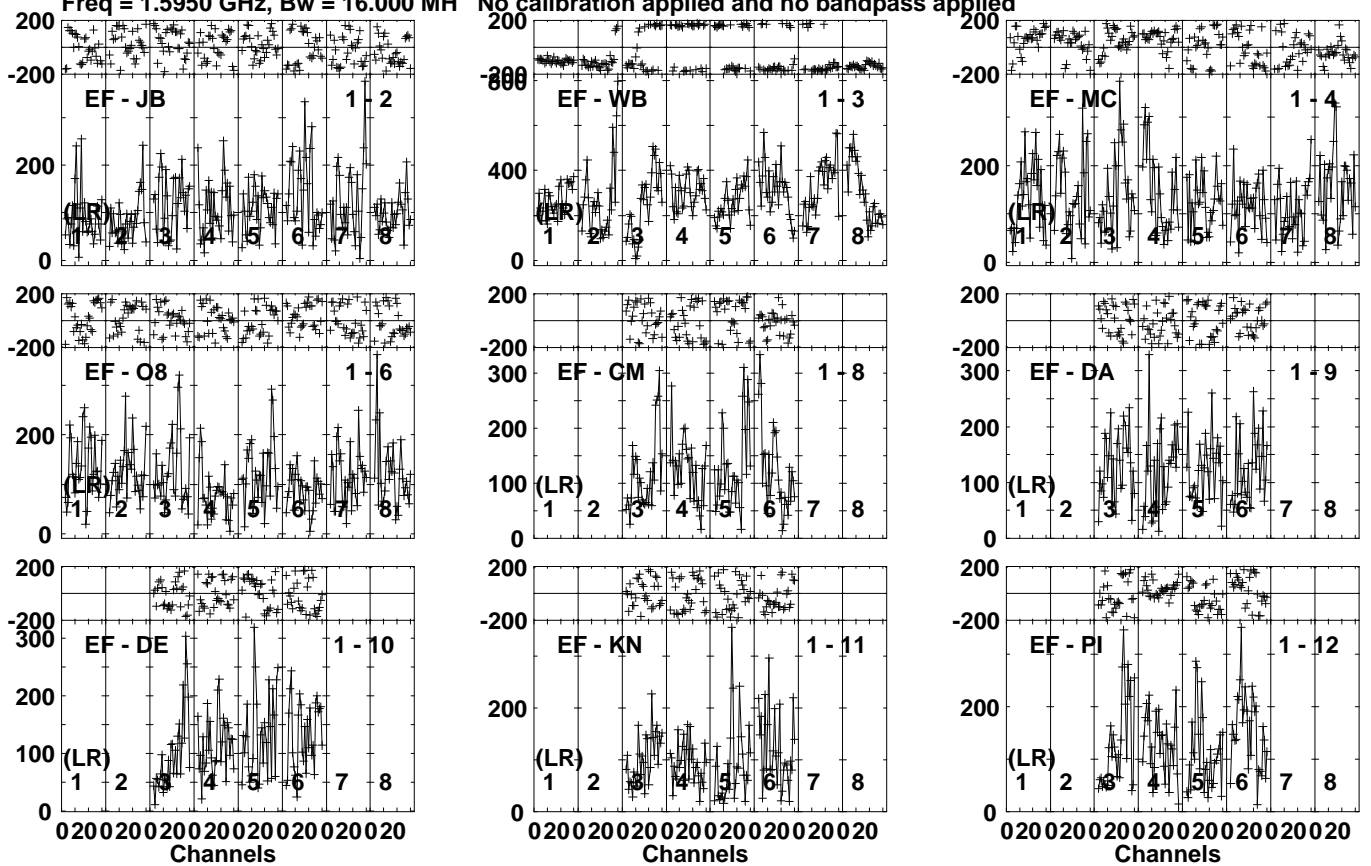 Freq = 1.5950 GHz, Bw = 16.000 MH No calibration applied and no bandpass applied
200 200 200
-200 -200 -200
800
EF - JB 1 - 2 EF - WB 1 - 3 EF - MC 1 - 4
200 400 200
(LR) (LR) (LR)
1 2 3 4 5 6 7 8 1 2 3 4 5 6 7 8 1 2 3 4 5 6 7 8
0 0 0
200 200 200
-200 -200 -200
EF - O8 1 - 6 EF - CM 1 - 8 EF - DA 1 - 9
300 300
200 200 200
100 100 100
(LR) (LR) (LR)
1 2 3 4 5 6 7 8 1 2 3 4 5 6 7 8 1 2 3 4 5 6 7 8
0 0 0
200 200 200
-200 -200 -200
EF - DE 1 - 10 EF - KN 1 - 11 EF - PI 1 - 12
300
200 200 200
100
(LR) (LR) (LR)
1 2 3 4 5 6 7 8 1 2 3 4 5 6 7 8 1 2 3 4 5 6 7 8
0 0 0
0 20 0 20 0 20 0 20 0 20 0 20 0 20 0 20 0 20 0 20 0 20 0 20 0 20 0 20 0 20 0 20 0 20 0 20 0 20 0 20 0 20 0 20 0 20 0 20
Channels Channels Channels